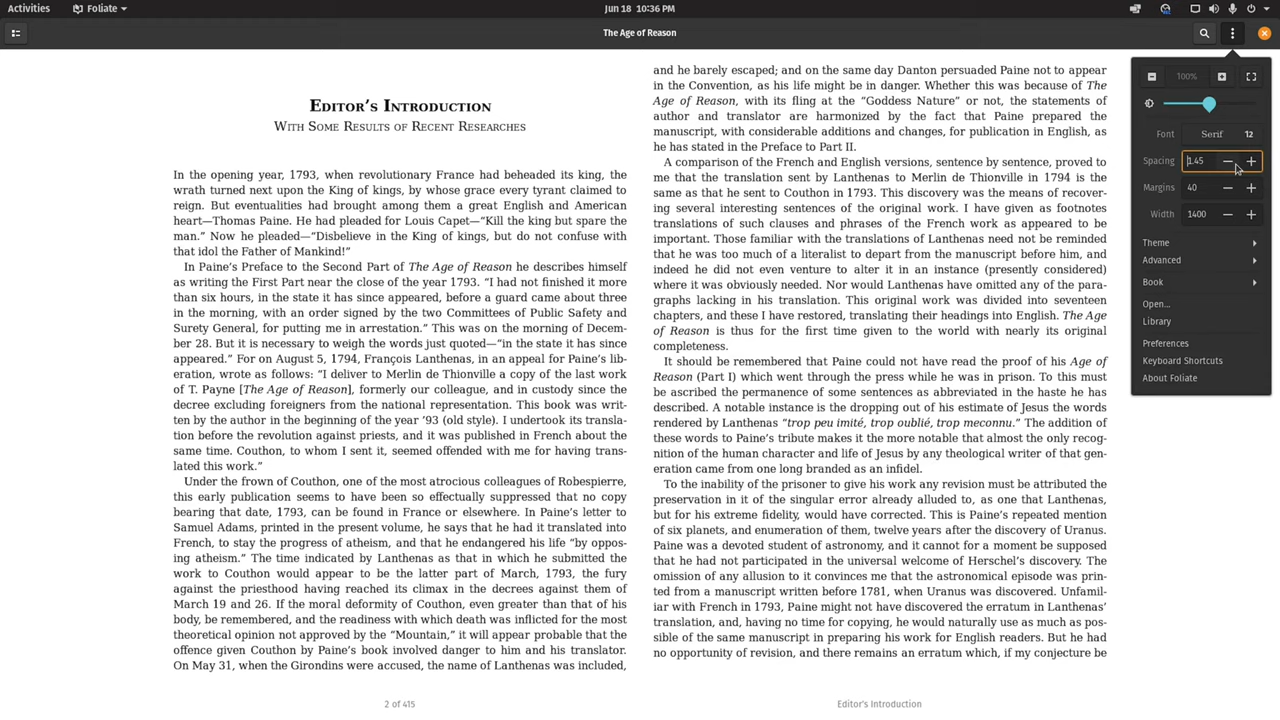 Activities
Foliate
Jun 18 10:36 PM
The Age of Reason
Editor's Introduction
With Some Results of Recent Researches
In the opening year, 1793, when revolutionary France had beheaded its king, the
wrath turned next upon the King of kings, by whose grace every tyrant claimed to
reign. But eventualities had brought among them a great English and American
heart—Thomas Paine. He had pleaded for Louis Capet—“Kill the king but spare the
man.” Now he pleaded—“Disbelieve in the King of kings, but do not confuse with
that idol the Father of Mankind!”
In Paine’s Preface to the Second Part of The Age of Reason he describes himself
as writing the First Part near the close of the year 1793. “I had not finished it more
than six hours, in the state it has since appeared, before a guard came about three
in the morning, with an order signed by the two Committees of Public Safety and
Surety General, for putting me in arrestation.” This was on the morning of Decem-
ber 28. But it is necessary to weigh the words just quoted—“in the state it has since
appeared.” For on August 5, 1794, François Lanthenas, in an appeal for Paine’s lib-
eration, wrote as follows: “I deliver to Merlin de Thionville a copy of the last work
of T. Payne [The Age of Reason], formerly our colleague, and in custody since the
decree excluding foreigners from the national representation. This book was writ-
ten by the author in the beginning of the year ’93 (old style). I undertook its transla-
tion before the revolution against priests, and it was published in French about the
same time. Couthon, to whom I sent it, seemed offended with me for having trans-
lated this work.”
Under the frown of Couthon, one of the most atrocious colleagues of Robespierre,
this early publication seems to have been so effectually suppressed that no copy
bearing that date, 1793, can be found in France or elsewhere. In Paine’s letter to
Samuel Adams, printed in the present volume, he says that he had it translated into
French, to stay the progress of atheism, and that he endangered his life “by oppos-
ing atheism.” The time indicated by Lanthenas as that in which he submitted the
work to Couthon would appear to be the latter part of March, 1793, the fury
against the priesthood having reached its climax in the decrees against them of
March 19 and 26. If the moral deformity of Couthon, even greater than that of his
body, be remembered, and the readiness with which death was inflicted for the most
theoretical opinion not approved by the “Mountain,” it will appear probable that the
offence given Couthon by Paine’s book involved danger to him and his translator.
On May 31, when the Girondins were accused, the name of Lanthenas was included,
and he barely escaped; and on the same day Danton persuaded Paine not to appear
in the Convention, as his life might be in danger. Whether this was because of The
Age of Reason, with its fling at the “Goddess Nature” or not, the statements of
author and translator are harmonized by the fact that Paine prepared the
manuscript, with considerable additions and changes, for publication in English, as
he has stated in the Preface to Part II.
A comparison of the French and English versions, sentence by sentence, proved to
me that the translation sent by Lanthenas to Merlin de Thionville in 1794 is the
same as that he sent to Couthon in 1793. This discovery was the means of recover-
ing several interesting sentences of the original work. I have given as footnotes
translations of such clauses and phrases of the French work as appeared to be
important. Those familiar with the translations of Lanthenas need not be reminded
that he was too much of a literalist to depart from the manuscript before him, and
indeed he did not even venture to alter it in an instance (presently considered)
where it was obviously needed. Nor would Lanthenas have omitted any of the para-
graphs lacking in his translation. This original work was divided into seventeen
chapters, and these I have restored, translating their headings into English. The Age
of Reason is thus for the first time given to the world with nearly its original
completeness.
It should be remembered that Paine could not have read the proof of his Age of
Reason (Part I) which went through the press while he was in prison. To this must
be ascribed the permanence of some sentences as abbreviated in the haste he has
described. A notable instance is the dropping out of his estimate of Jesus the words
rendered by Lanthenas “trop peu imité, trop oublié, trop meconnu.” The addition of
these words to Paine’s tribute makes it the more notable that almost the only recog-
nition of the human character and life of Jesus by any theological writer of that gen-
eration came from one long branded as an infidel.
To the inability of the prisoner to give his work any revision must be attributed the
preservation in it of the singular error already alluded to, as one that Lanthenas,
but for his extreme fidelity, would have corrected. This is Paine’s repeated mention
of six planets, and enumeration of them, twelve years after the discovery of Uranus.
Paine was a devoted student of astronomy, and it cannot for a moment be supposed
that he had not participated in the universal welcome of Herschel’s discovery. The
omission of any allusion to it convinces me that the astronomical episode was prin-
ted from a manuscript written before 1781, when Uranus was discovered. Unfamil-
iar with French in 1793, Paine might not have discovered the erratum in Lanthenas’
translation, and, having no time for copying, he would naturally use as much as pos-
sible of the same manuscript in preparing his work for English readers. But he had
no opportunity of revision, and there remains an erratum which, if my conjecture be
2 of 415
Editor's Introduction
100%
Font Serif 12
Spacing 1.45
Margins 40
Width 1400
Theme
Advanced
Book
Open...
Library
Preferences
Keyboard Shortcuts
About Foliate